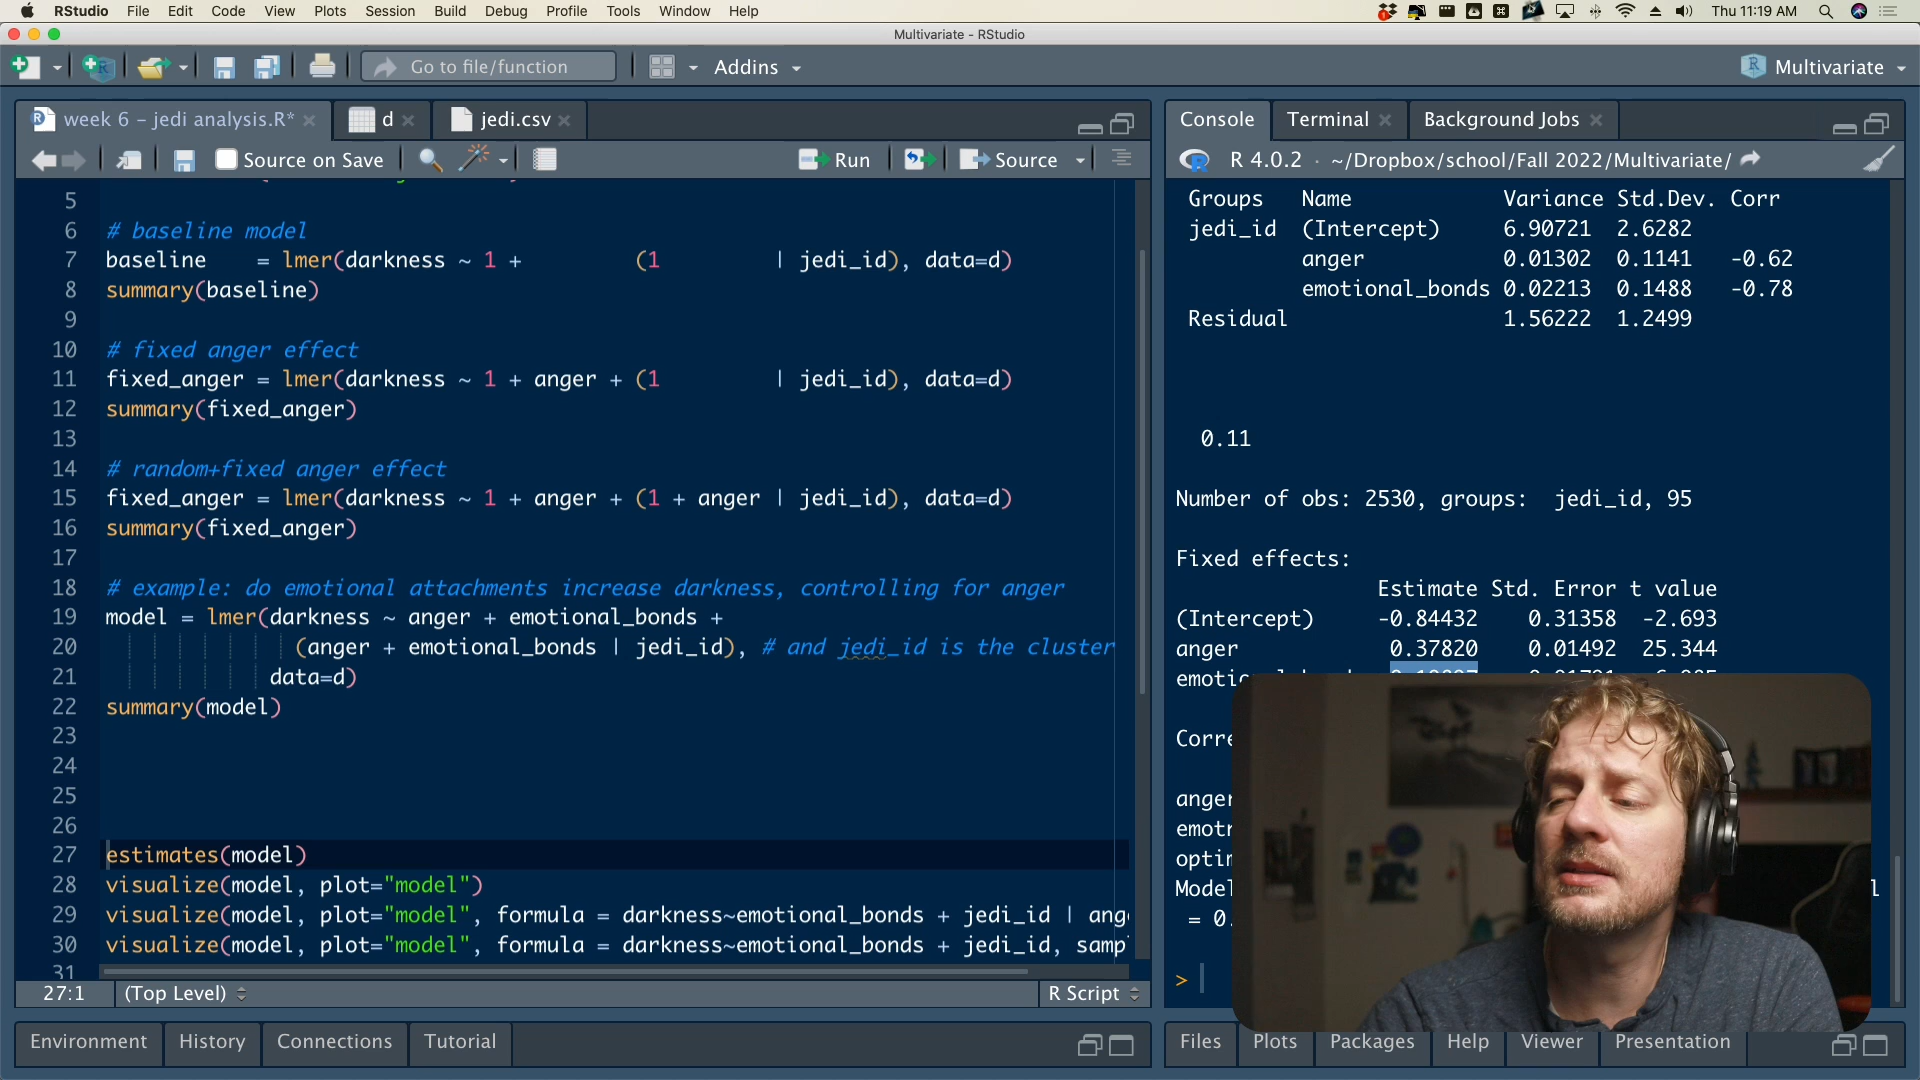 RStudio File Edit Code View Plots Session Build Debug Profile Tools Window Help Thu 11:19 AM
Multivariate - RStudio
Go to file/function Addins Multivariate
week 6 - jedi analysis.R* d jedi.csv
Source on Save Run Source
5
6 # baseline model
7 baseline = lmer(darkness ~ 1 + (1 | jedi_id), data=d)
8 summary(baseline)
9
10 # fixed anger effect
11 fixed_anger = lmer(darkness ~ 1 + anger + (1 | jedi_id), data=d)
12 summary(fixed_anger)
13
14 # random+fixed anger effect
15 fixed_anger = lmer(darkness ~ 1 + anger + (1 + anger | jedi_id), data=d)
16 summary(fixed_anger)
17
18 # example: do emotional attachments increase darkness, controlling for anger
19 model = lmer(darkness ~ anger + emotional_bonds +
20 (anger + emotional_bonds | jedi_id), # and jedi_id is the cluster
21 data=d)
22 summary(model)
23
24
25
26
27 estimates(model)
28 visualize(model, plot="model")
29 visualize(model, plot="model", formula = darkness~emotional_bonds + jedi_id | ang
30 visualize(model, plot="model", formula = darkness~emotional_bonds + jedi_id, samp
31
27:1 (Top Level) R Script
Environment History Connections Tutorial
Console Terminal Background Jobs
R 4.0.2 · ~/Dropbox/school/Fall 2022/Multivariate/
Groups Name Variance Std.Dev. Corr
jedi_id (Intercept) 6.90721 2.6282
anger 0.01302 0.1141 -0.62
emotional_bonds 0.02213 0.1488 -0.78
Residual 1.56222 1.2499
0.11
Number of obs: 2530, groups: jedi_id, 95
Fixed effects:
Estimate Std. Error t value
(Intercept) -0.84432 0.31358 -2.693
anger 0.37820 0.01492 25.344
emotic
Corre
anger
emotr
optim
Model l
= 0.
>
Files Plots Packages Help Viewer Presentation